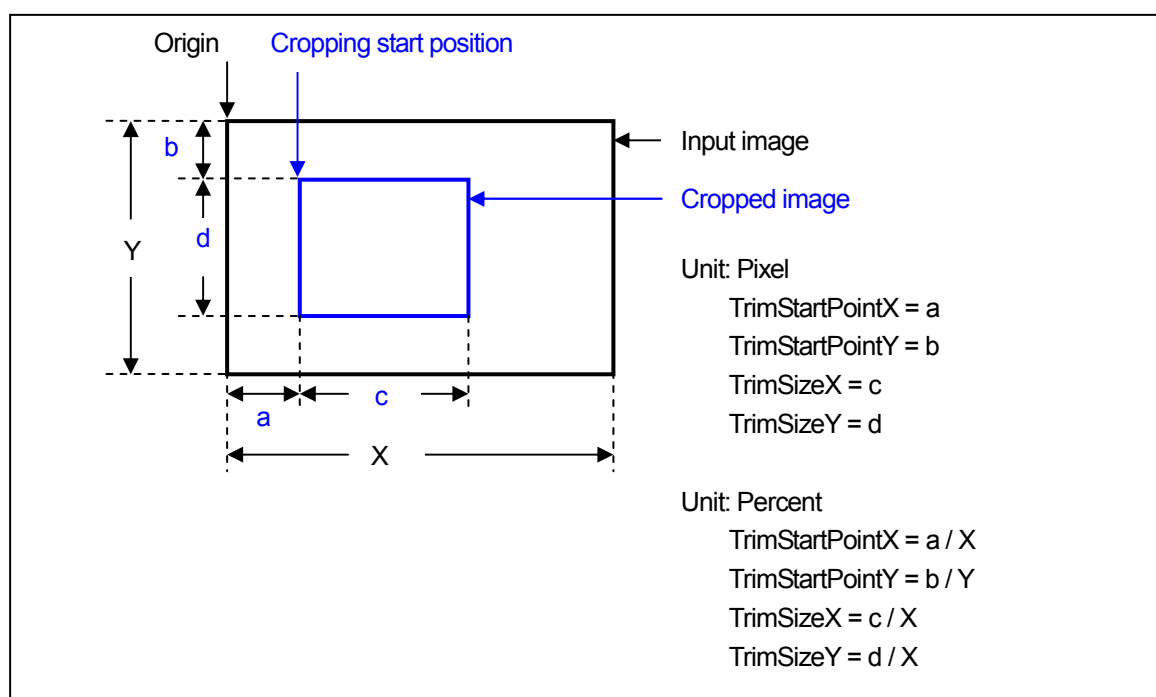 Origin
Cropping start position
b
Input image
Cropped image
Y
d
Unit: Pixel
TrimStartPointX = a
TrimStartPointY = b
TrimSizeX = c
TrimSizeY = d
a
c
X
Unit: Percent
TrimStartPointX = a / X
TrimStartPointY = b / Y
TrimSizeX = c / X
TrimSizeY = d / X